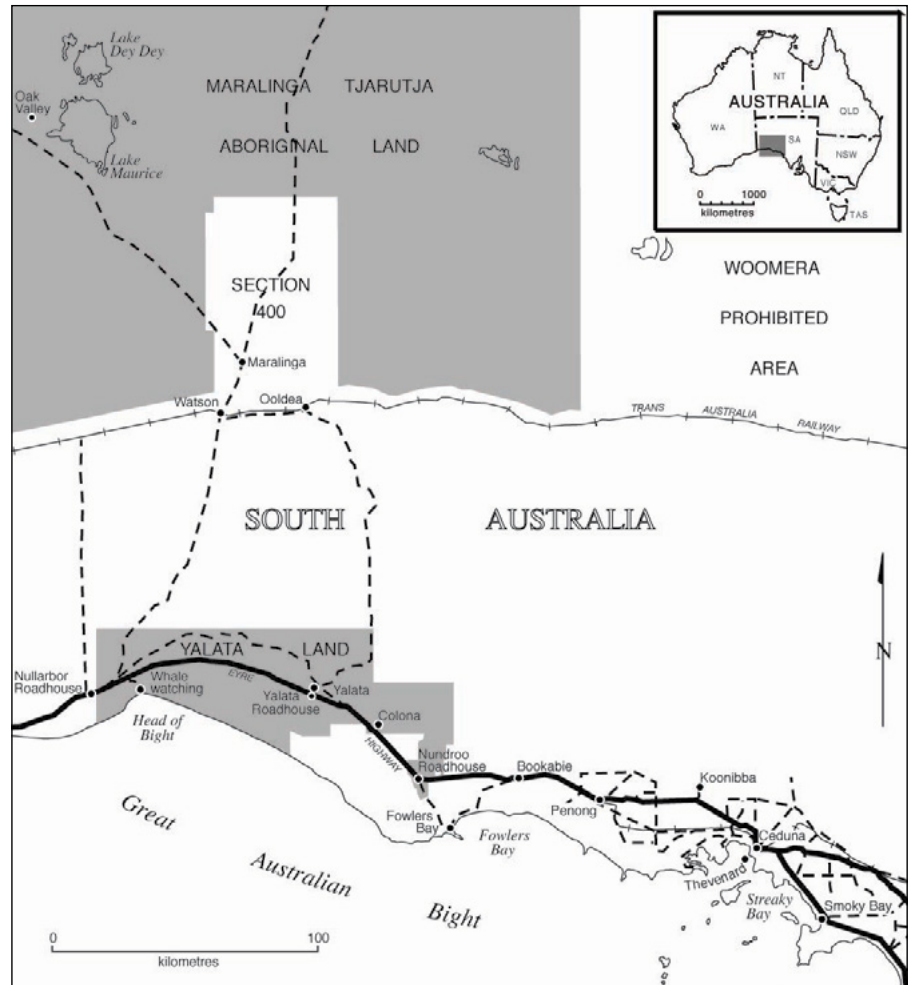 Lake
Dey Dey
Oak
Valley
Lake
Maurice
MARALINGA TJARUTJA
ABORIGINAL LAND
NT
AUSTRALIA
QLD
WA
SA
NSW
VIC
TAS
0 1000
kilometres
WOOMERA
PROHIBITED
AREA
SECTION
400
Maralinga
Watson
Ooldea
TRANS AUSTRALIA RAILWAY
SOUTH AUSTRALIA
N
YALATA LAND
EYRE
HIGHWAY
Nullarbor
Roadhouse
Whale
watching
Yalata
Roadhouse
Yalata
Head of
Bight
Colona
Nundroo
Roadhouse
Bookabie
Koonibba
Penong
Fowlers
Bay
Fowlers
Bay
Ceduna
Thevenard
Streaky
Bay
Smoky Bay
Great
Australian
Bight
0 100
kilometres